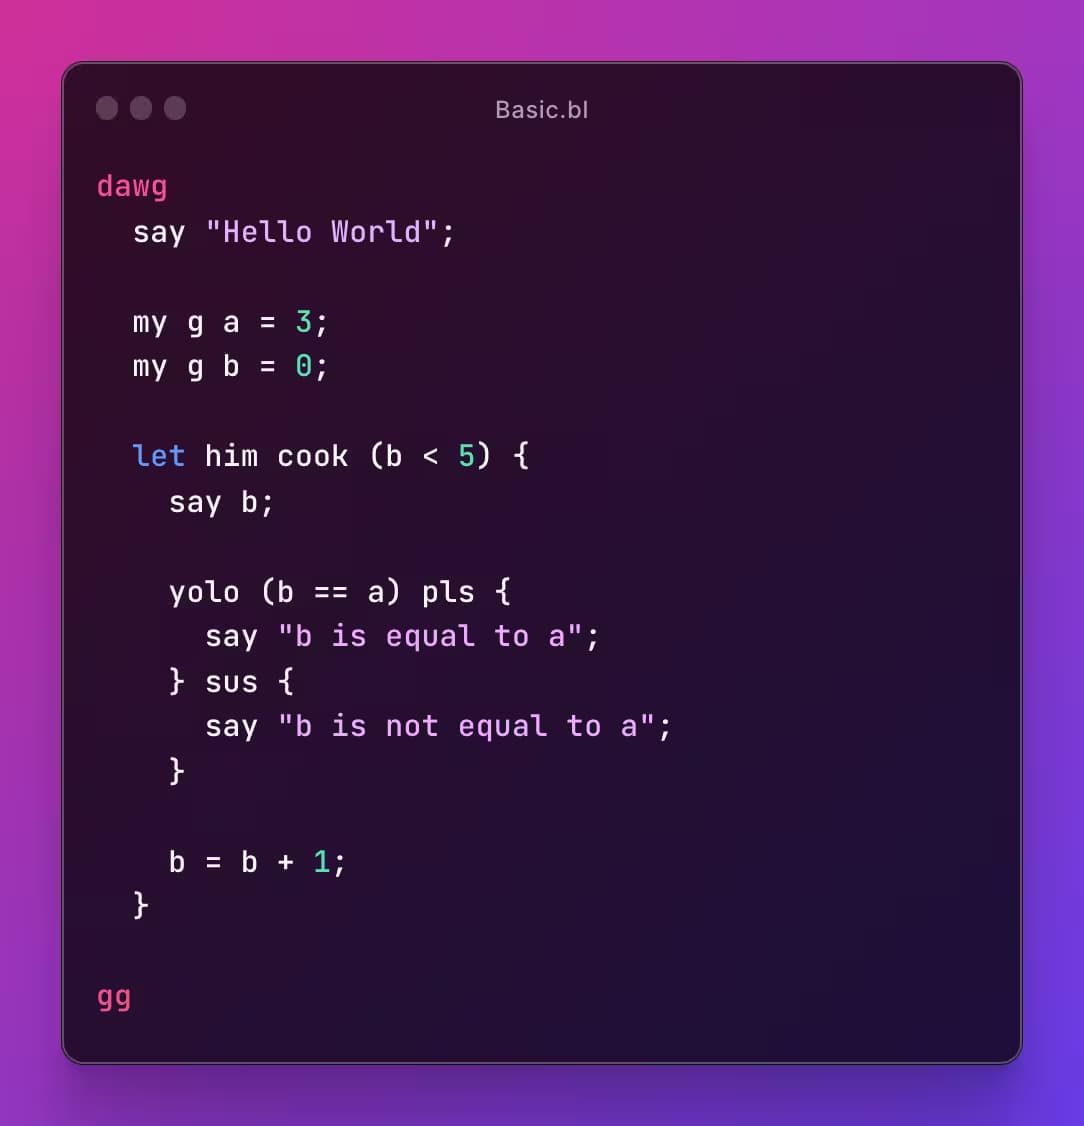 Basic.bl
dawg
  say "Hello World";
  my g a = 3;
  my g b = 0;
  let him cook (b < 5) {
    say b;
    yolo (b == a) pls {
      say "b is equal to a";
    } sus {
      say "b is not equal to a";
    }
    b = b + 1;
  }
gg